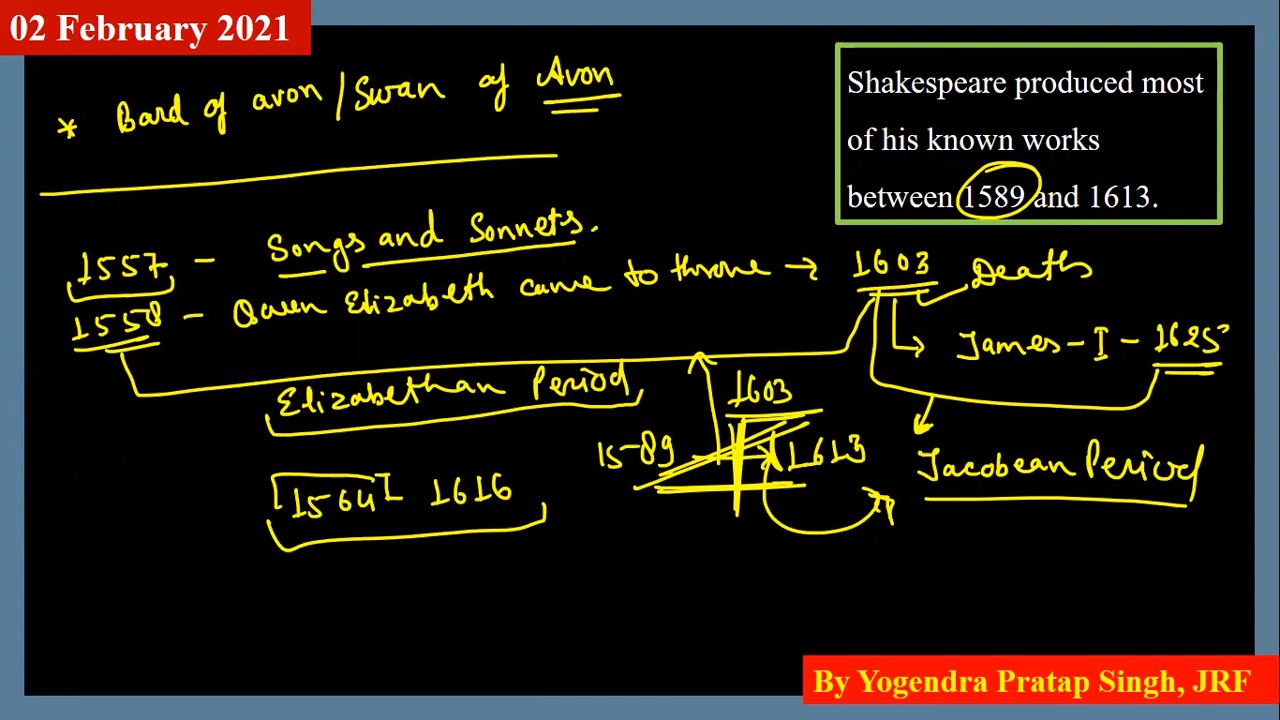 02 February 2021
* Bard of avon / Swan of Avon
Shakespeare produced most
of his known works
between 1589 and 1613.
1557 - Songs and Sonnets.
1558 - Queen Elizabeth came to throne → 1603 Death
→ James-I - 1625
Elizabethan Period
1603
15-89 → 1613
Jacobean Period
1564 - 1616
By Yogendra Pratap Singh, JRF